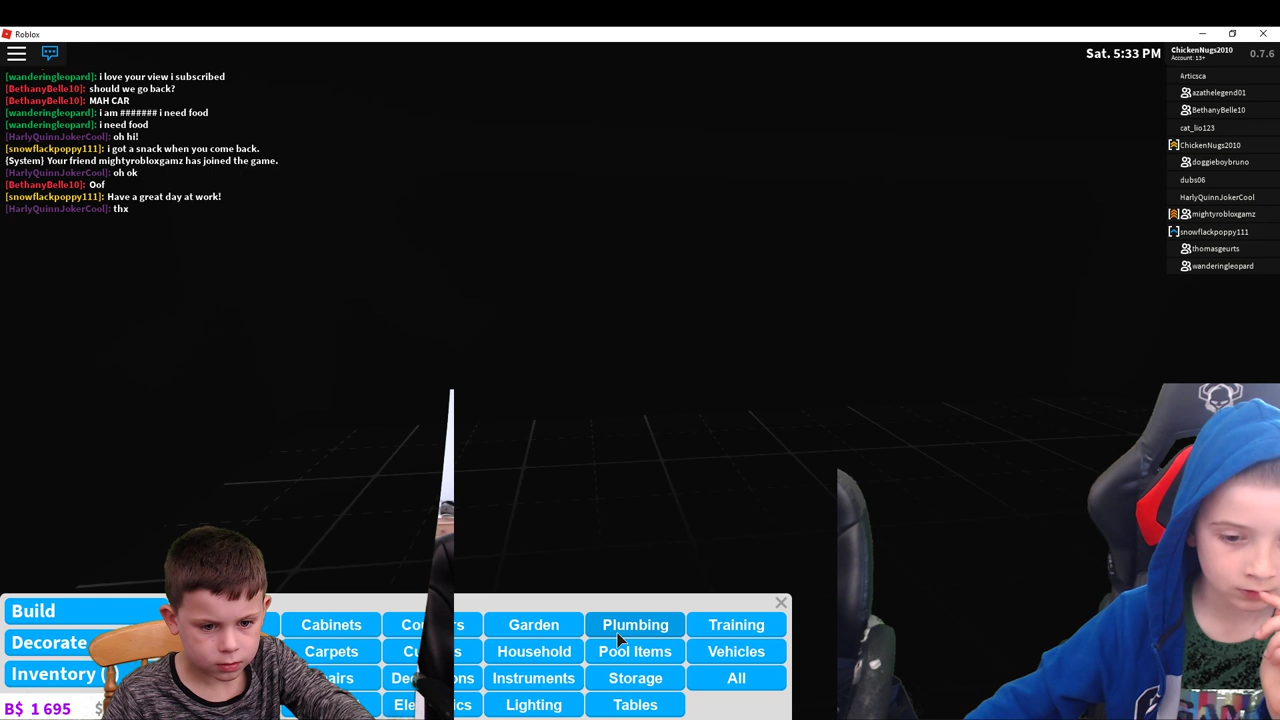 Roblox
Sat. 5:33 PM
ChickenNugs2010
Account: 13+
0.7.6
[wanderingleopard]: i love your view i subscribed
[BethanyBelle10]: should we go back?
[BethanyBelle10]: MAH CAR
[wanderingleopard]: i am ####### i need food
[wanderingleopard]: i need food
[HarlyQuinnJokerCool]: oh hi!
[snowflackpoppy111]: i got a snack when you come back.
{System} Your friend mightyrobloxgamz has joined the game.
[HarlyQuinnJokerCool]: oh ok
[BethanyBelle10]: Oof
[snowflackpoppy111]: Have a great day at work!
[HarlyQuinnJokerCool]: thx
Articsca
azathelegend01
BethanyBelle10
cat_lio123
ChickenNugs2010
doggieboybruno
dubs06
HarlyQuinnJokerCool
mightyrobloxgamz
snowflackpoppy111
thomasgeurts
wanderingleopard
Build
Decorate
Inventory
B$ 1 695
Cabinets
Garden
Plumbing
Training
Carpets
Household
Pool Items
Vehicles
Instruments
Storage
All
Lighting
Tables